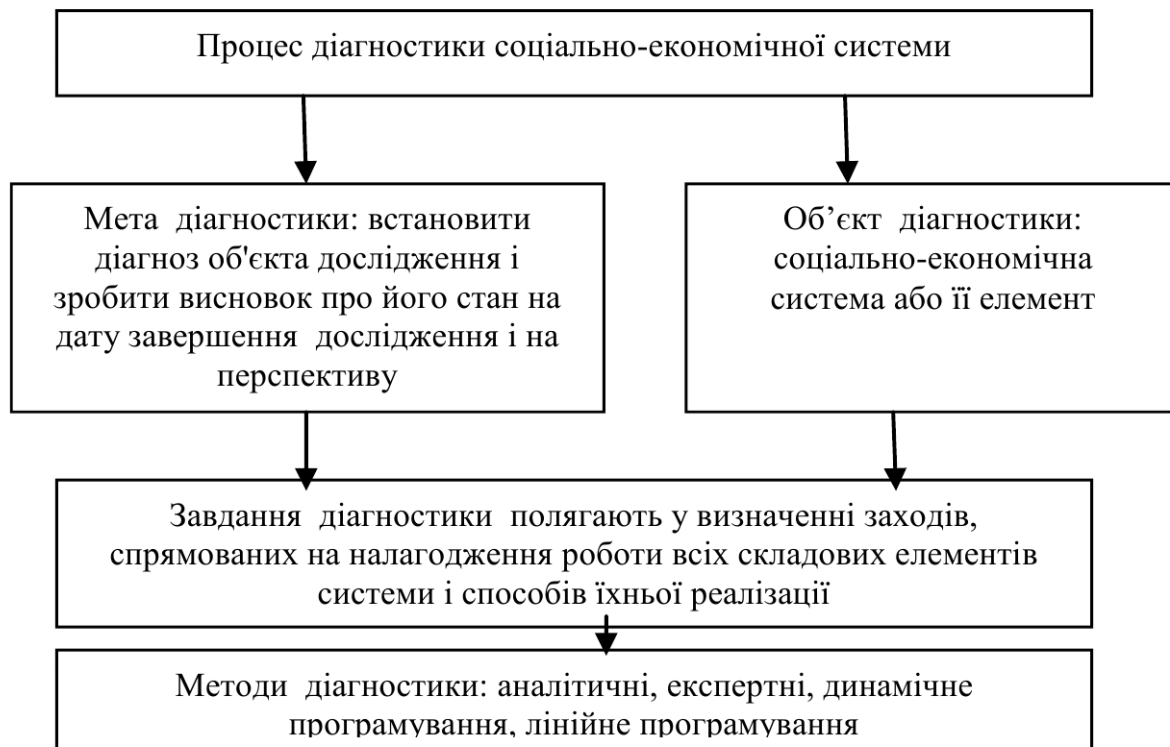 Процес діагностики соціально-економічної системи
Мета діагностики: встановити
діагноз об'єкта дослідження і
зробити висновок про його стан на
дату завершення дослідження і на
перспективу
Об’єкт діагностики:
соціально-економічна
система або її елемент
Завдання діагностики полягають у визначенні заходів,
спрямованих на налагодження роботи всіх складових елементів
системи і способів їхньої реалізації
Методи діагностики: аналітичні, експертні, динамічне
програмування, лінійне програмування